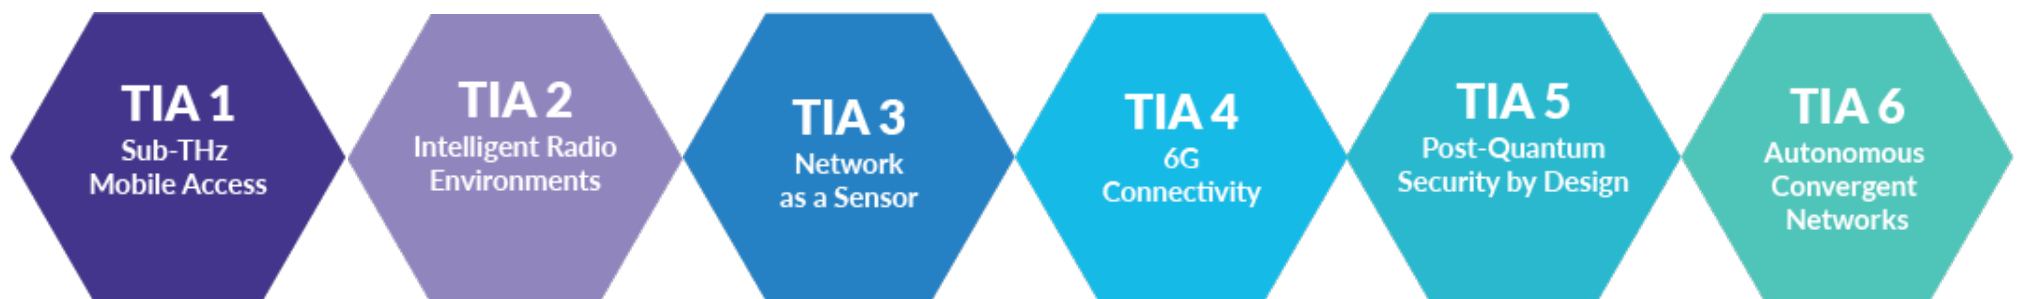 TIA 1
Sub-THz
Mobile Access
TIA 2
Intelligent Radio
Environments
TIA 3
Network
as a Sensor
TIA 4
6G
Connectivity
TIA 5
Post-Quantum
Security by Design
TIA 6
Autonomous
Convergent
Networks